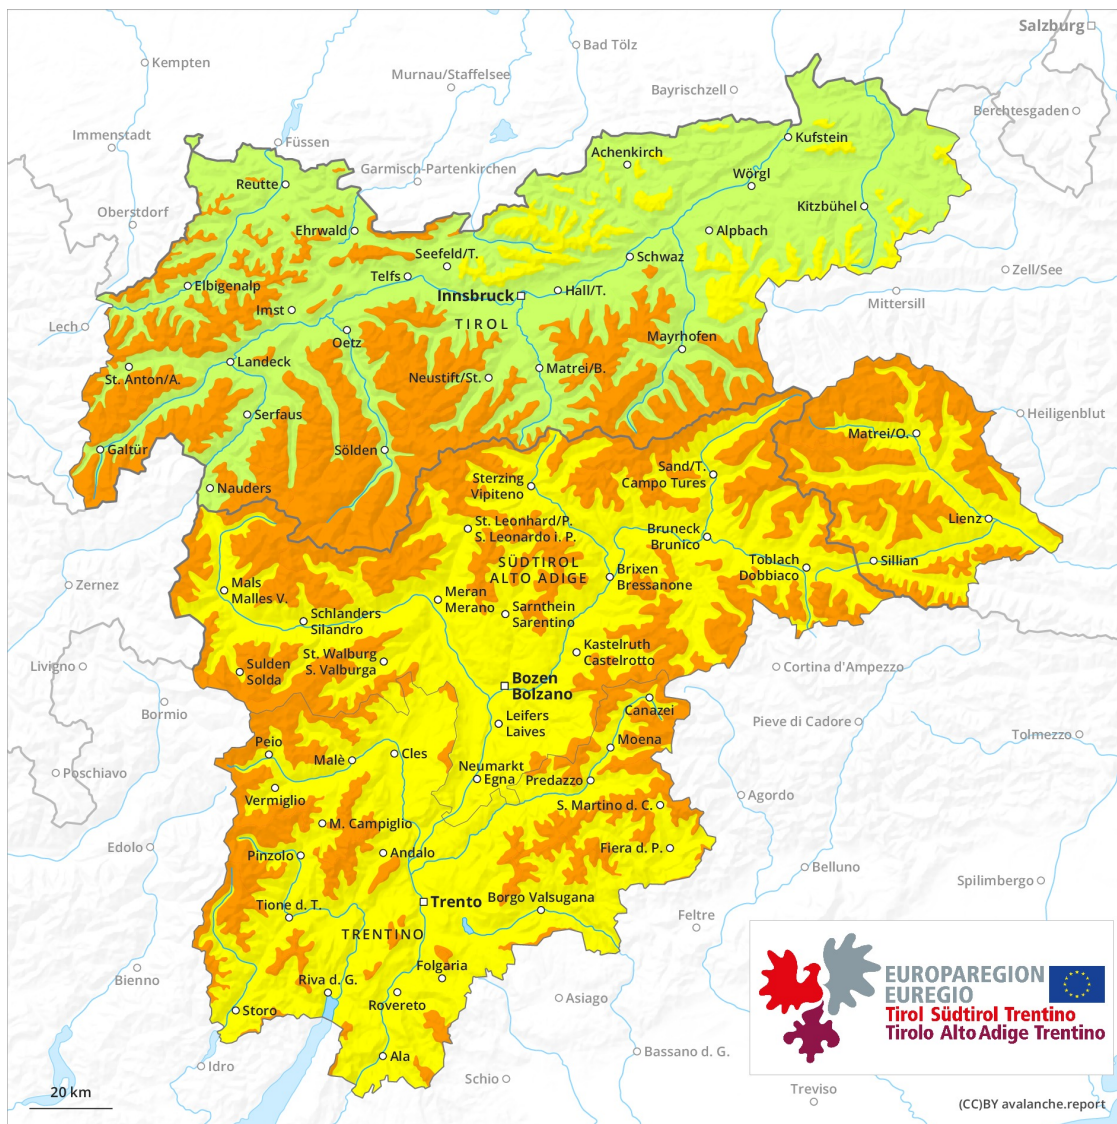 Salzburg
Bad Tölz
Kempten
Murnau/Staffelsee
Bayrischzell
Berchtesgaden
Immenstadt
Füssen
Kufstein
Achenkirch
Garmisch-Partenkirchen
Wörgl
Reutte
Oberstdorf
Kitzbühel
Ehrwald
Alpbach
Seefeld/T.
Schwaz
Telfs
Zell/See
Elbigenalp
Innsbruck
Hall/T.
Mittersill
Imst
TIROL
Lech
Oetz
Mayrhofen
Landeck
Matrei/B.
St. Anton/A.
Neustift/St.
Serfaus
Heiligenblut
Matrei/O.
Galtür
Sölden
Sand/T.
Campo Tures
Sterzing
Vipiteno
Nauders
Lienz
St. Leonhard/P.
S. Leonardo i. P.
Bruneck
Brunico
SÜDTIROL
ALTO ADIGE
Toblach
Dobbiaco
Sillian
Brixen
Bressanone
Zernez
Mals
Malles V.
Meran
Merano
Sarnthein
Sarentino
Schlanders
Silandro
Kastelruth
Castelrotto
St. Walburg
S. Valburga
Livigno
Sulden
Solda
Cortina d'Ampezzo
Bozen
Bolzano
Canazei
Bormio
Leifers
Laives
Pieve di Cadore
Tolmezzo
Moena
Peio
Cles
Malè
Neumarkt
Egna
Predazzo
Poschiavo
Vermiglio
Agordo
S. Martino d. C.
M. Campiglio
Edolo
Pinzolo
Andalo
Fiera d. P.
Belluno
Spilimbergo
Trento
Borgo Valsugana
Tione d. T.
Feltre
TRENTINO
Folgaria
Bienno
Riva d. G.
Rovereto
Asiago
Storo
EUROPAREGION
EUREGIO
Tirol Südtirol Trentino
Tirolo Alto Adige Trentino
Ala
Bassano d. G.
Idro
Schio
Treviso
20 km
(CC)BY avalanche.report